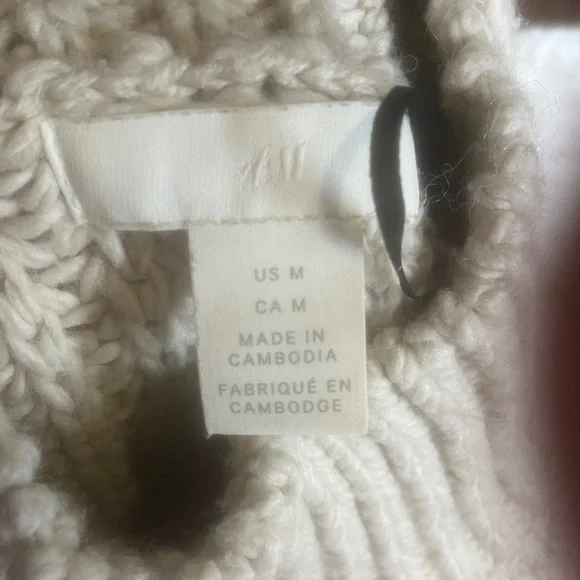 H&M
US M
CA M
MADE IN
CAMBODIA
FABRIQUÉ EN
CAMBODGE